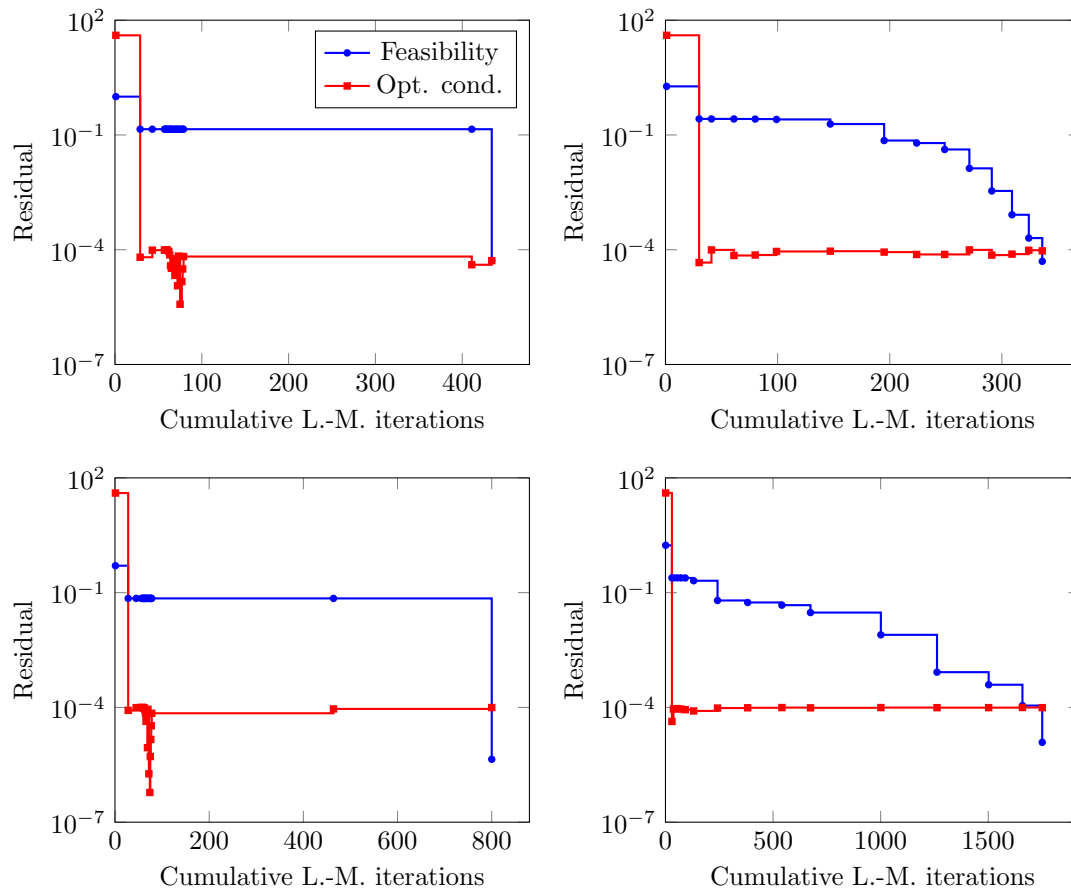 10^2
10^-1
10^-4
10^-7
Residual
0 100 200 300 400
Cumulative L.-M. iterations
Feasibility
Opt. cond.
10^2
10^-1
10^-4
10^-7
Residual
0 100 200 300
Cumulative L.-M. iterations
10^2
10^-1
10^-4
10^-7
Residual
0 200 400 600 800
Cumulative L.-M. iterations
10^2
10^-1
10^-4
10^-7
Residual
0 500 1000 1500
Cumulative L.-M. iterations